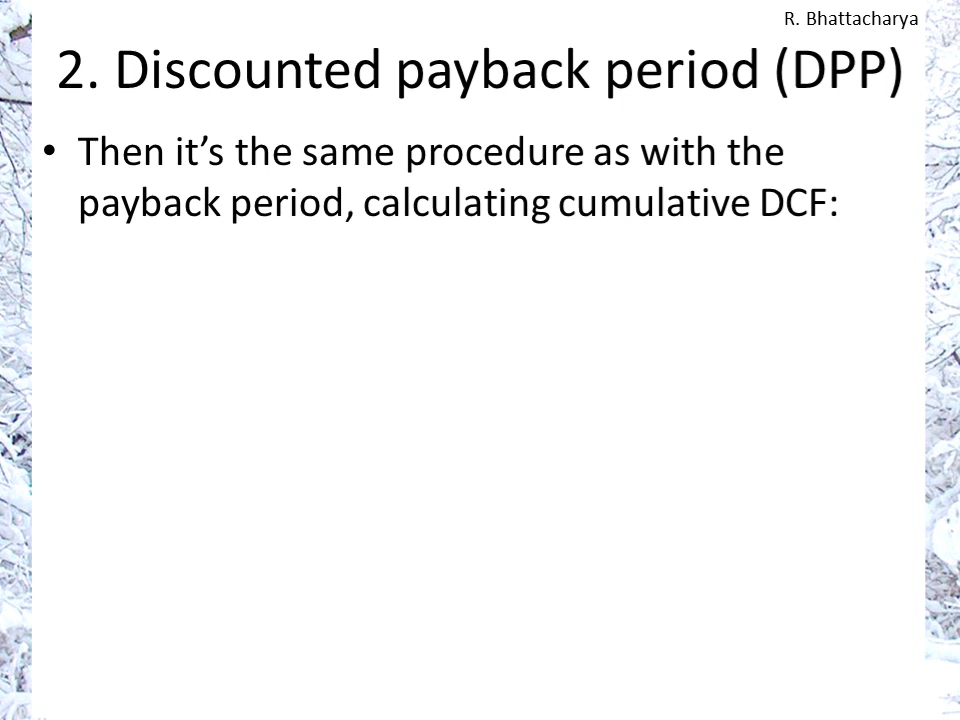 R. Bhattacharya
2. Discounted payback period (DPP)
• Then it’s the same procedure as with the
payback period, calculating cumulative DCF: